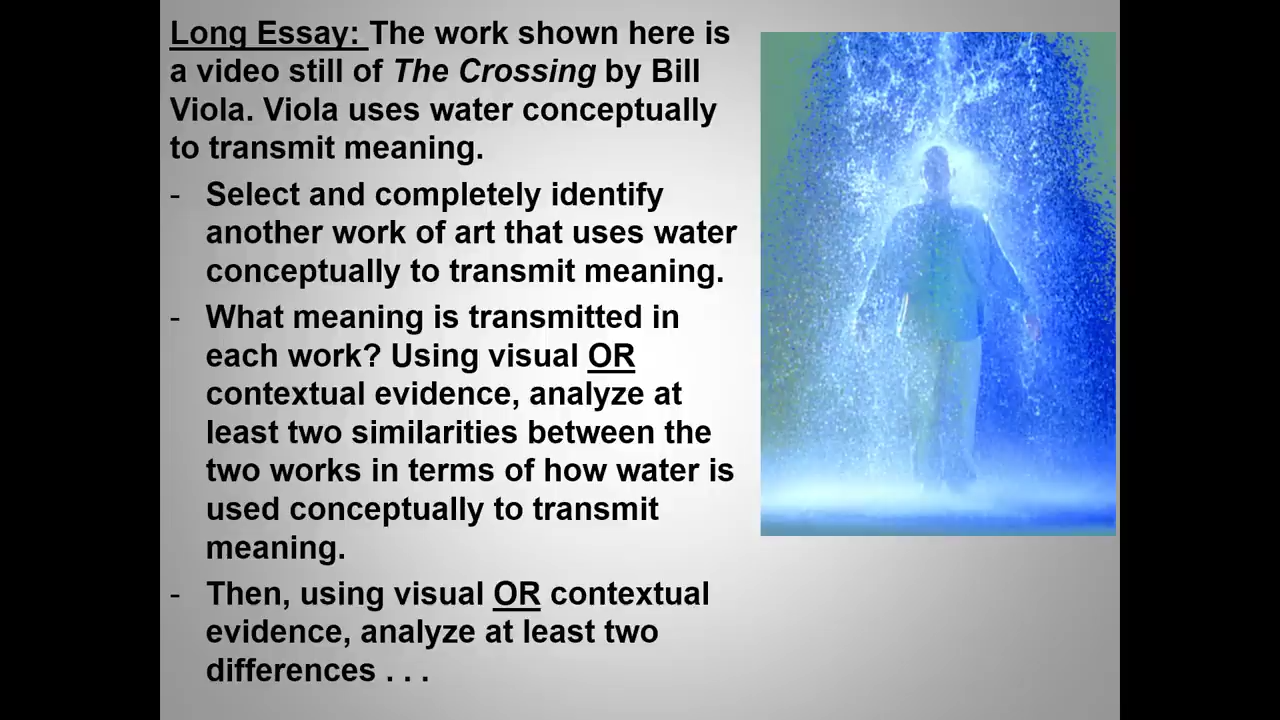 Long Essay: The work shown here is
a video still of The Crossing by Bill
Viola. Viola uses water conceptually
to transmit meaning.
- Select and completely identify
another work of art that uses water
conceptually to transmit meaning.
- What meaning is transmitted in
each work? Using visual OR
contextual evidence, analyze at
least two similarities between the
two works in terms of how water is
used conceptually to transmit
meaning.
- Then, using visual OR contextual
evidence, analyze at least two
differences . . .